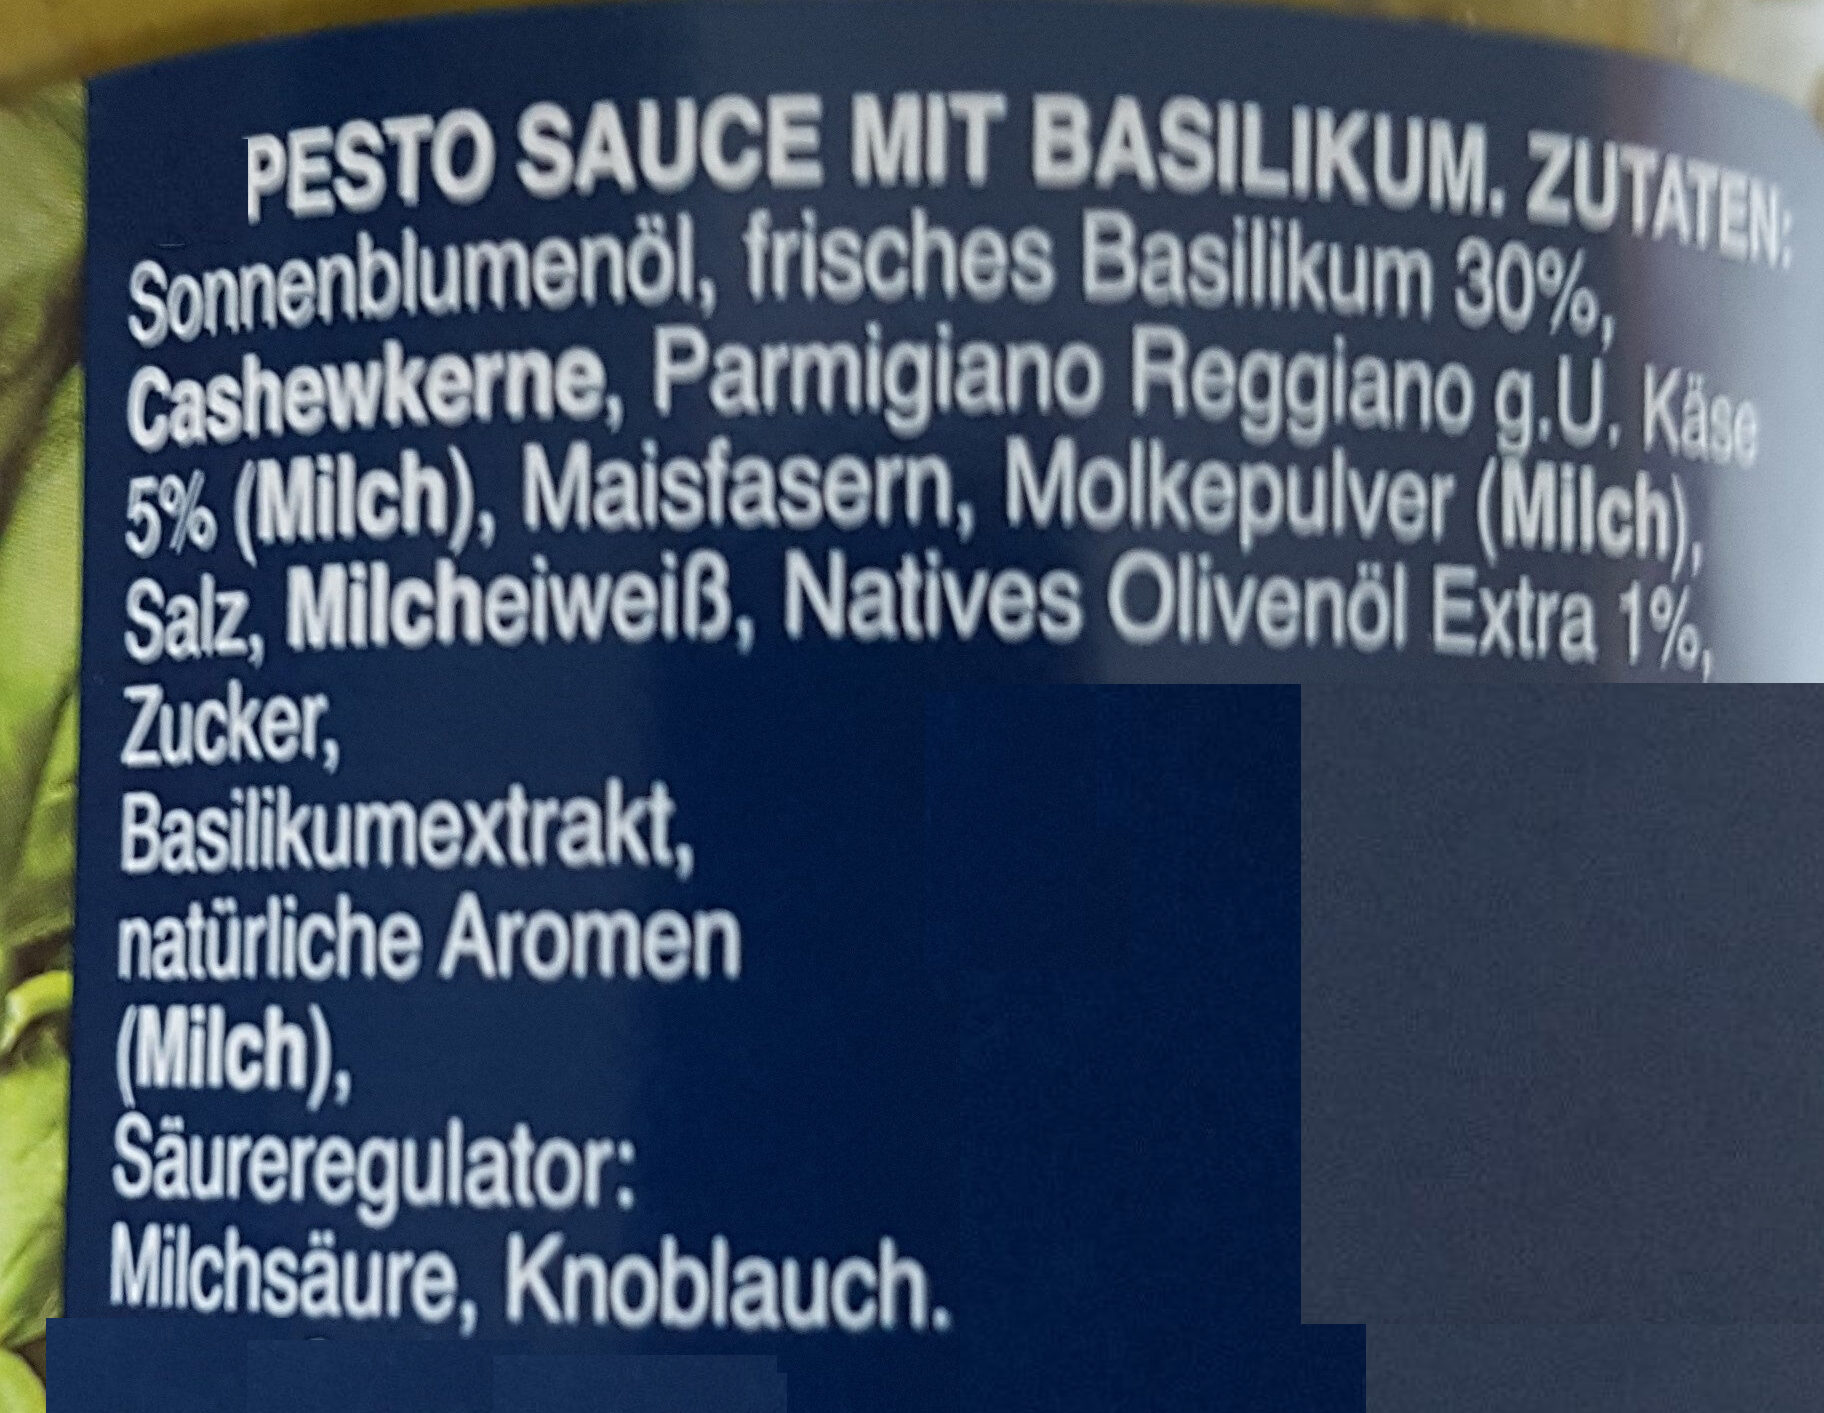 PESTO SAUCE MIT BASILIKUM. ZUTATEN:
Sonnenblumenöl, frisches Basilikum 30%,
Cashewkerne, Parmigiano Reggiano g.U. Käse
5% (Milch), Maisfasern, Molkepulver (Milch),
Salz, Milcheiweiß, Natives Olivenöl Extra 1%,
Zucker,
Basilikumextrakt,
natürliche Aromen
(Milch),
Säureregulator:
Milchsäure, Knoblauch.